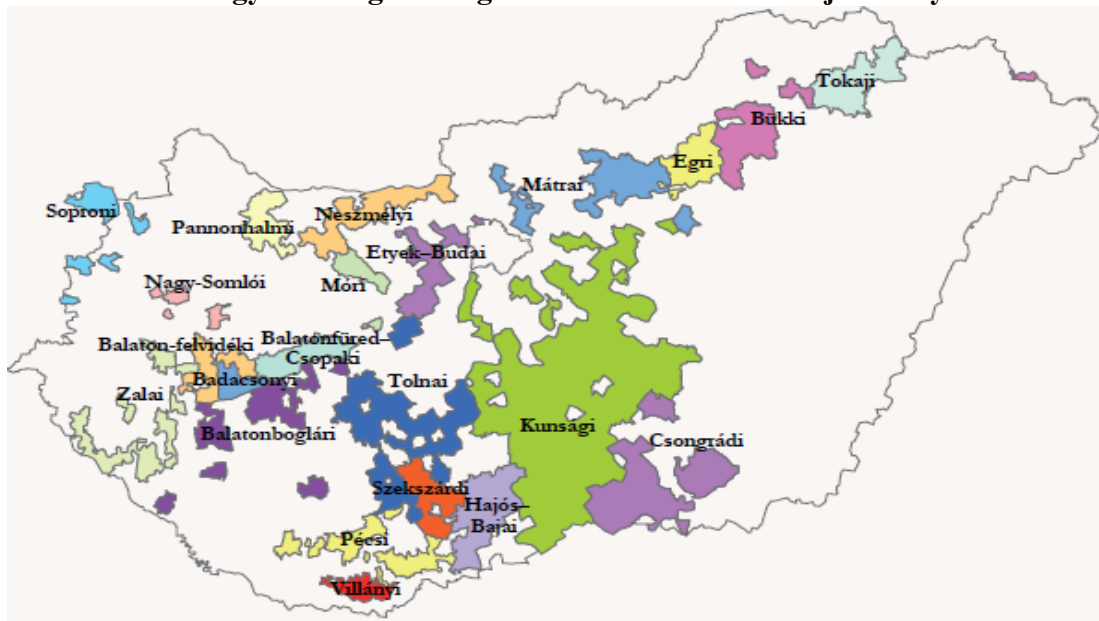 Tokaji
Bükki
Egri
Mátrai
Soproni
Pannonhalmi
Neszmélyi
Etyek–Budai
Nagy-Somlói
Móri
Balaton-felvidéki
Balatonfüred–
Csopaki
Badacsonyi
Tolnai
Zalai
Balatonboglári
Kunsági
Csongrádi
Szekszárdi
Hajós–
Bajai
Pécsi
Villányi